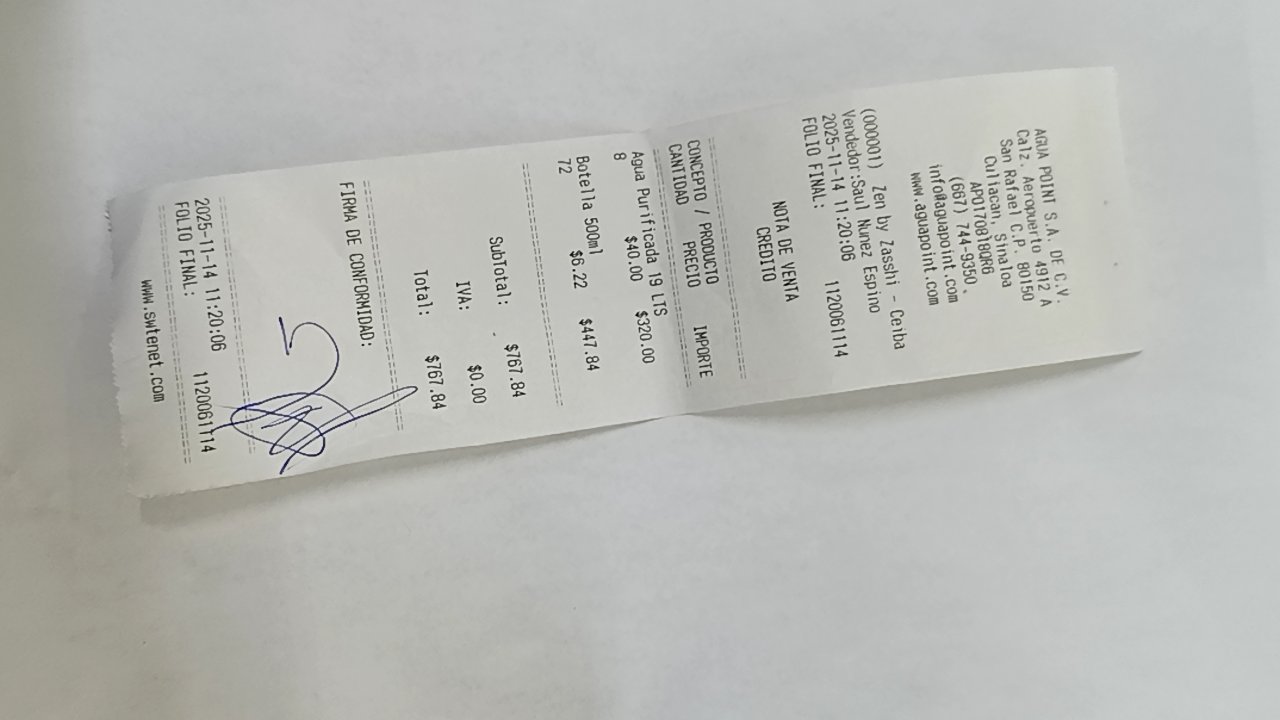 AGUA POINT S.A. DE C.V.
Calz. Aeropuerto 4912 A
San Rafael C.P. 80150
Culiacan, Sinaloa
APO170818QR6
(667) 744-9350
info@aguapoint.com
www.aguapoint.com
(000001) Zen by Zasshi - Ceiba
Vendedor:Saul Nunez Espino
2025-11-14 11:20:06
FOLIO FINAL: 1120061114
NOTA DE VENTA
CREDITO
CONCEPTO / PRODUCTO
CANTIDAD PRECIO IMPORTE
Agua Purificada 19 LTS
8 $40.00 $320.00
Botella 500ml
72 $6.22 $447.84
SubTotal: $767.84
IVA: $0.00
Total: $767.84
FIRMA DE CONFORMIDAD:
2025-11-14 11:20:06
FOLIO FINAL: 1120061114
www.swtenet.com